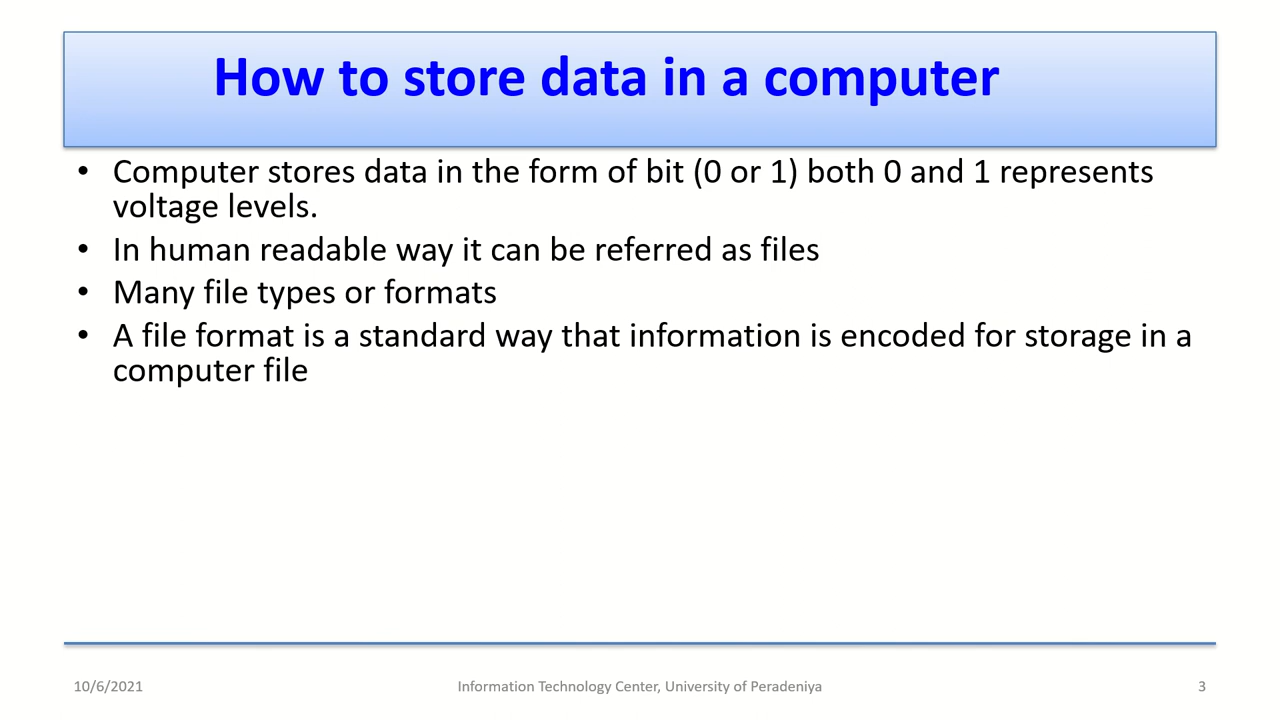 How to store data in a computer
• Computer stores data in the form of bit (0 or 1) both 0 and 1 represents
voltage levels.
• In human readable way it can be referred as files
• Many file types or formats
• A file format is a standard way that information is encoded for storage in a
computer file
10/6/2021
Information Technology Center, University of Peradeniya
3